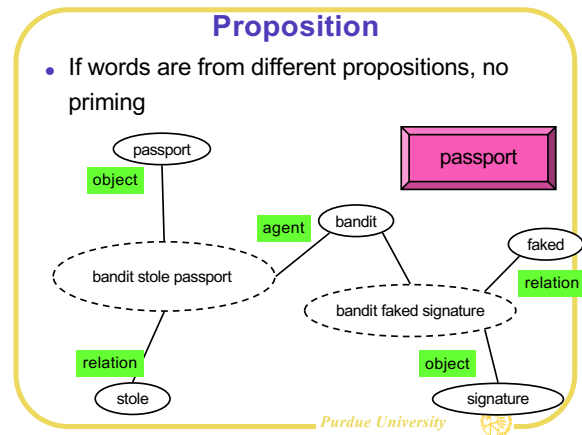 Proposition
• If words are from different propositions, no
priming
passport
passport
object
agent
bandit
faked
bandit stole passport
relation
bandit faked signature
relation
object
stole
signature
Purdue University